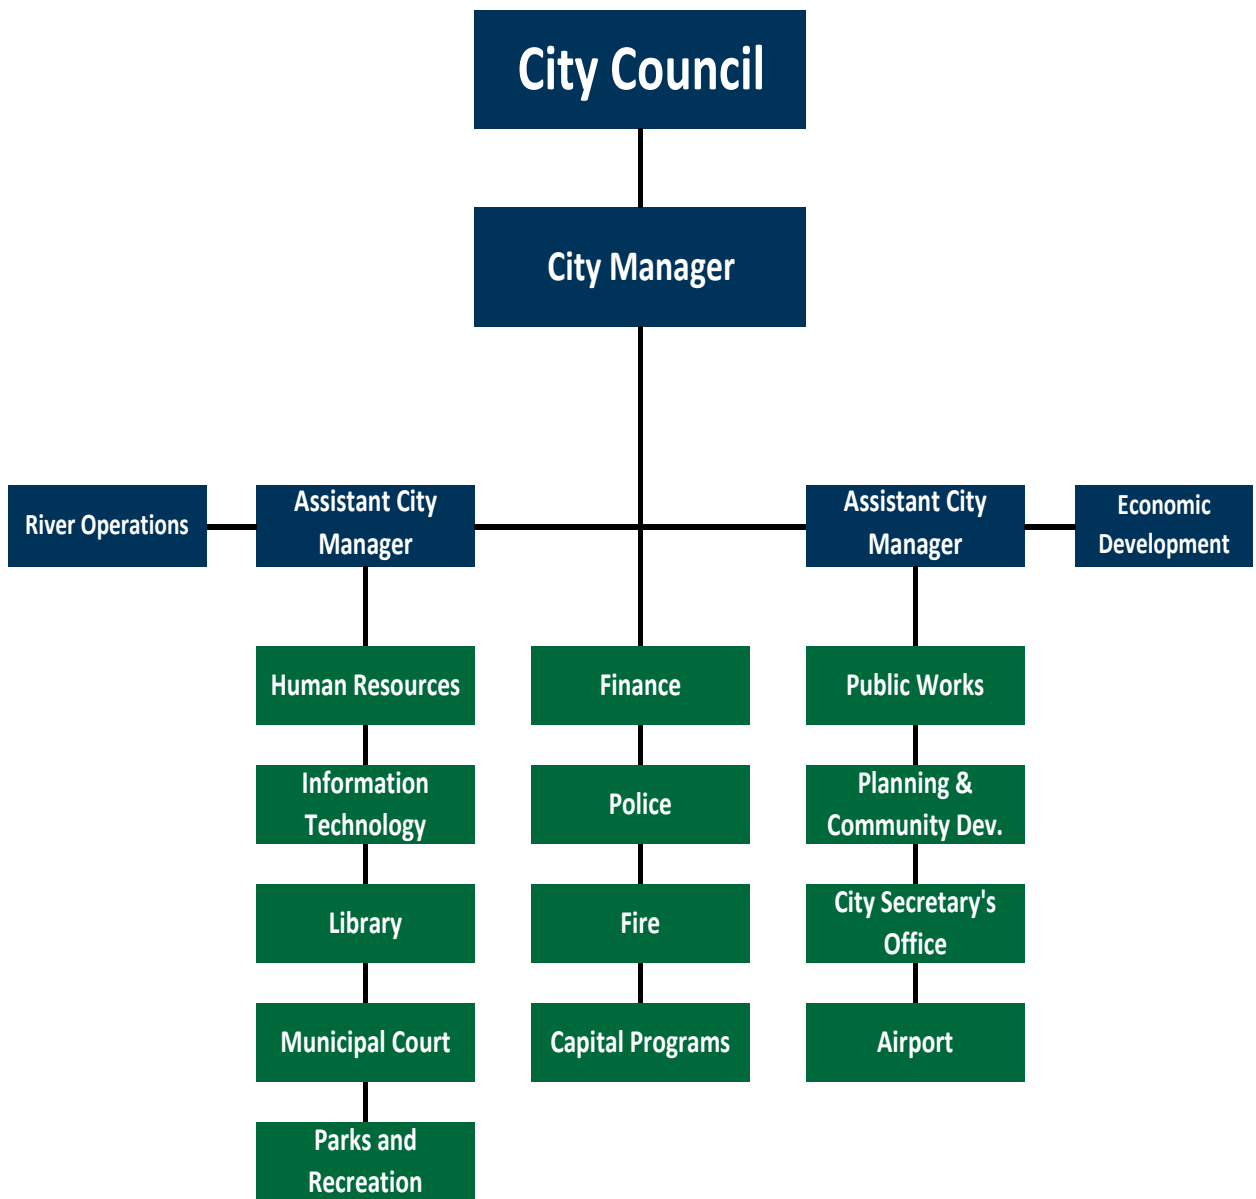 City Council
City Manager
River Operations
Assistant City
Manager
Assistant City
Manager
Economic
Development
Human Resources
Finance
Public Works
Information
Technology
Police
Planning &
Community Dev.
Library
Fire
City Secretary's
Office
Municipal Court
Capital Programs
Airport
Parks and
Recreation